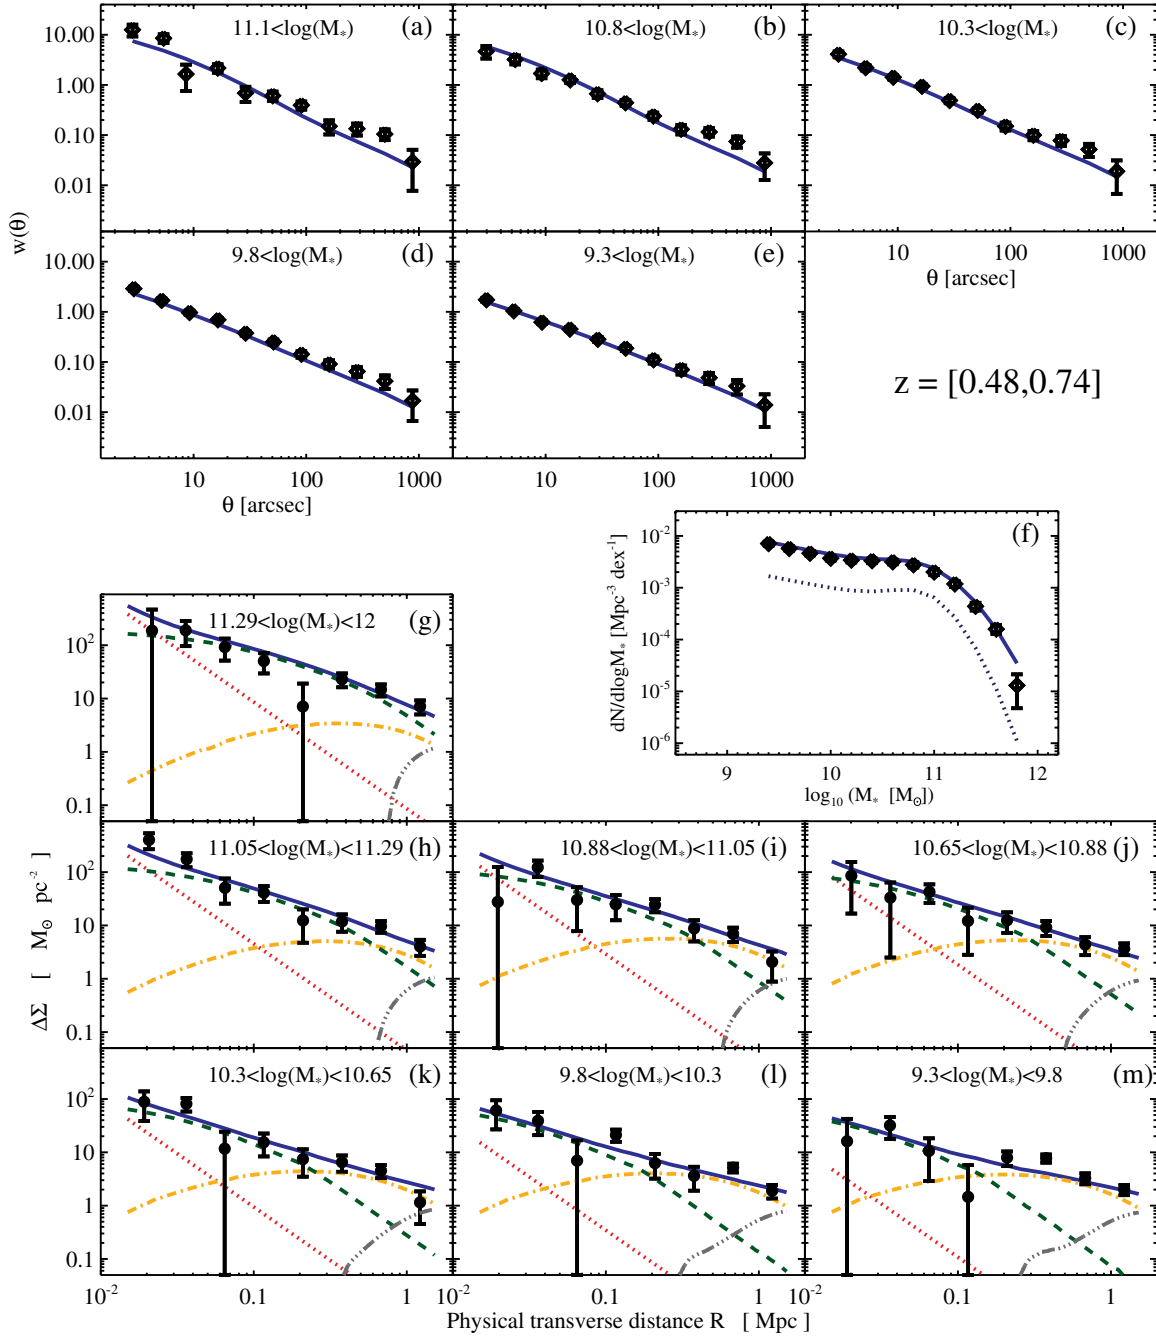 11.1<log(M*) (a)
10.8<log(M*) (b)
10.3<log(M*) (c)
10.00
1.00
0.10
0.01
w(θ)
9.8<log(M*) (d)
9.3<log(M*) (e)
10 100 1000
θ [arcsec]
10.00
1.00
0.10
0.01
z = [0.48,0.74]
10 100 1000
10 100 1000
θ [arcsec]
θ [arcsec]
(f)
10⁻²
10⁻³
10⁻⁴
10⁻⁵
10⁻⁶
dN/dlogM* [Mpc⁻³ dex⁻¹]
9 10 11 12
log₁₀ (M* [M⊙])
11.29<log(M*)<12 (g)
10²
10
1
0.1
11.05<log(M*)<11.29 (h)
10.88<log(M*)<11.05 (i)
10.65<log(M*)<10.88 (j)
10²
10
1
0.1
ΔΣ [ M⊙ pc⁻² ]
10.3<log(M*)<10.65 (k)
9.8<log(M*)<10.3 (l)
9.3<log(M*)<9.8 (m)
10²
10
1
0.1
10⁻² 0.1 1 10⁻² 0.1 1 10⁻² 0.1 1
Physical transverse distance R [ Mpc ]